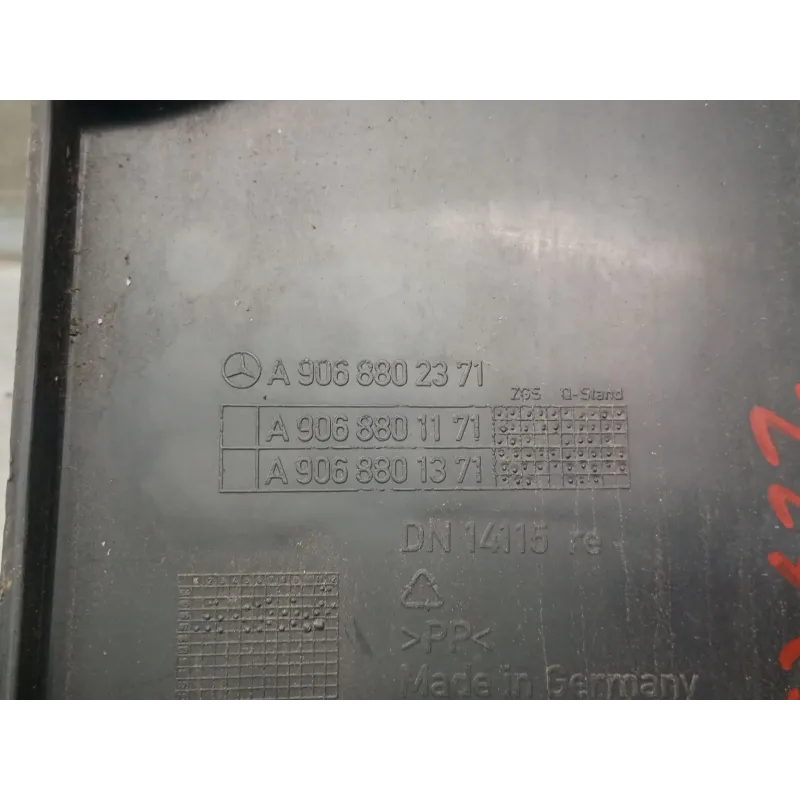 A 906 880 23 71
ZGS Q-Stand
A 906 880 11 71
A 906 880 13 71
DN 14115 re
>PP<
Made in Germany